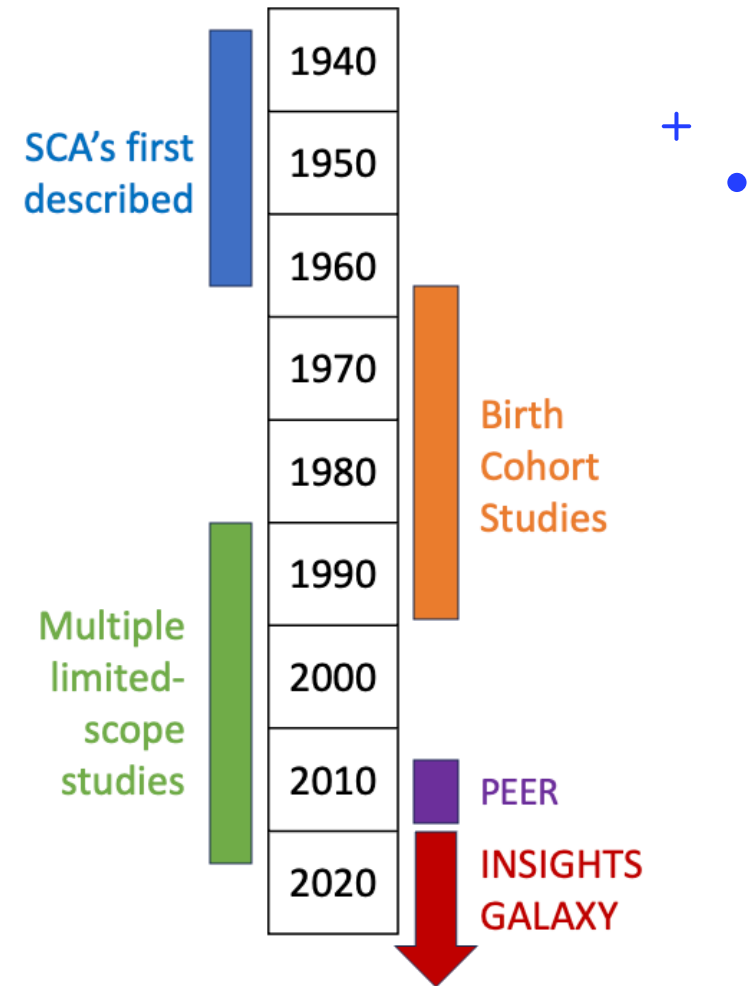 1940
SCA’s first
described
1950
1960
1970
Birth
Cohort
Studies
1980
1990
Multiple
limited-
scope
studies
2000
2010
PEER
INSIGHTS
GALAXY
2020